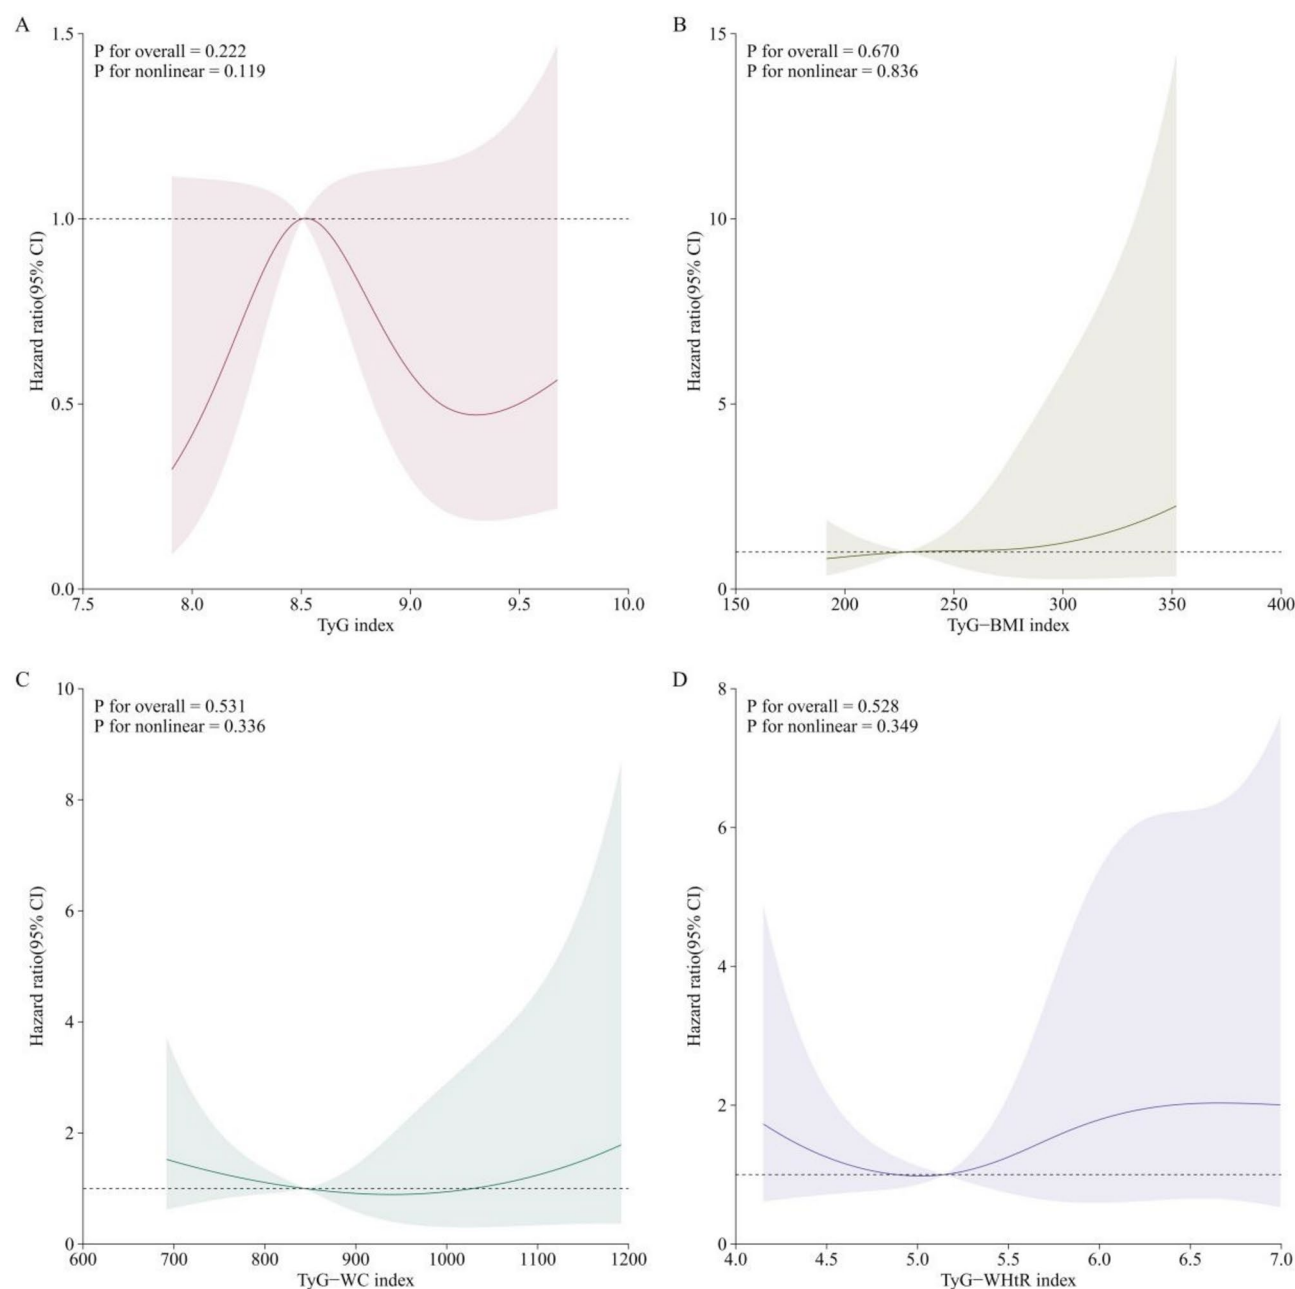 A
P for overall = 0.222
P for nonlinear = 0.119
1.5
1.0
0.5
0.0
Hazard ratio(95% CI)
7.5 8.0 8.5 9.0 9.5 10.0
TyG index
B
P for overall = 0.670
P for nonlinear = 0.836
15
10
5
0
Hazard ratio(95% CI)
150 200 250 300 350 400
TyG−BMI index
C
P for overall = 0.531
P for nonlinear = 0.336
10
8
6
4
2
0
Hazard ratio(95% CI)
600 700 800 900 1000 1100 1200
TyG−WC index
D
P for overall = 0.528
P for nonlinear = 0.349
8
6
4
2
0
Hazard ratio(95% CI)
4.0 4.5 5.0 5.5 6.0 6.5 7.0
TyG−WHtR index